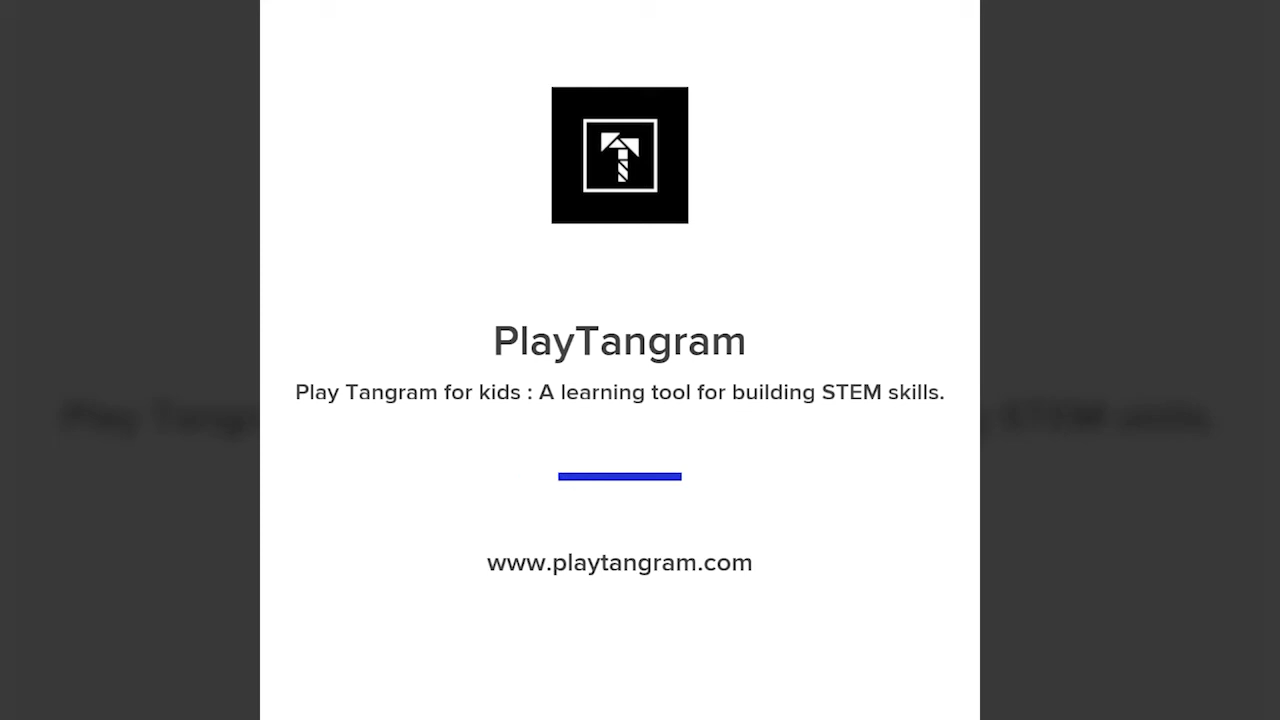 PlayTangram
Play Tangram for kids : A learning tool for building STEM skills.
www.playtangram.com